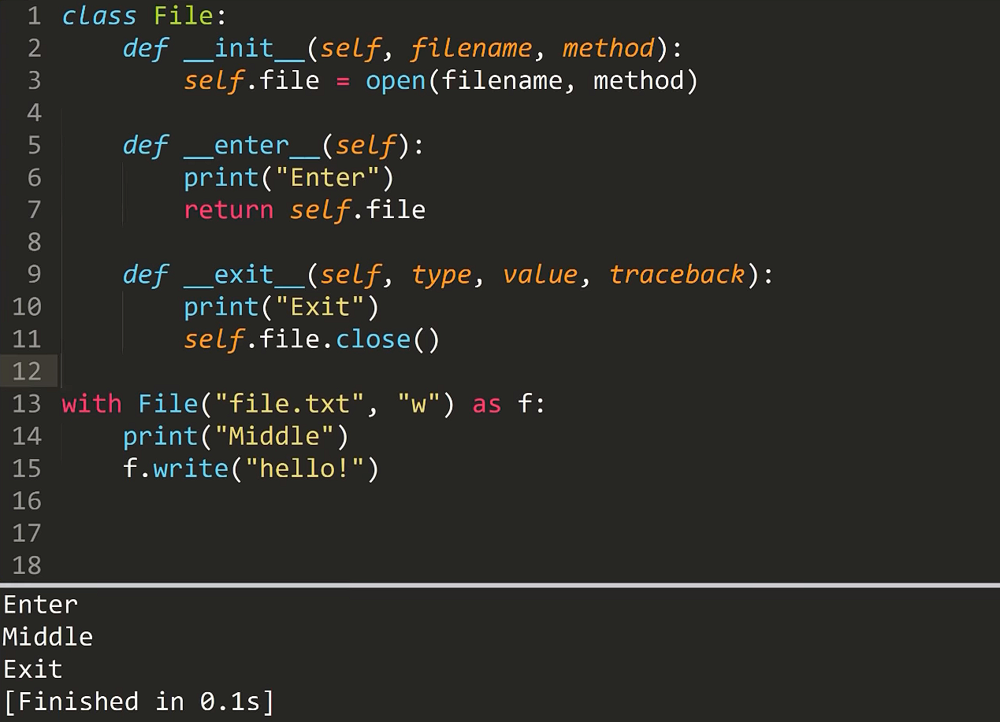 1 class File:
2     def __init__(self, filename, method):
3         self.file = open(filename, method)
4
5     def __enter__(self):
6         print("Enter")
7         return self.file
8
9     def __exit__(self, type, value, traceback):
10         print("Exit")
11         self.file.close()
12
13 with File("file.txt", "w") as f:
14     print("Middle")
15     f.write("hello!")
16
17
18
Enter
Middle
Exit
[Finished in 0.1s]